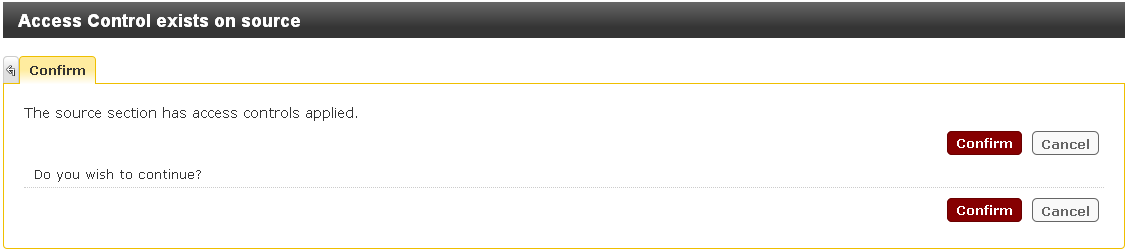 Access Control exists on source
Confirm
The source section has access controls applied.
Confirm Cancel
Do you wish to continue?
Confirm Cancel